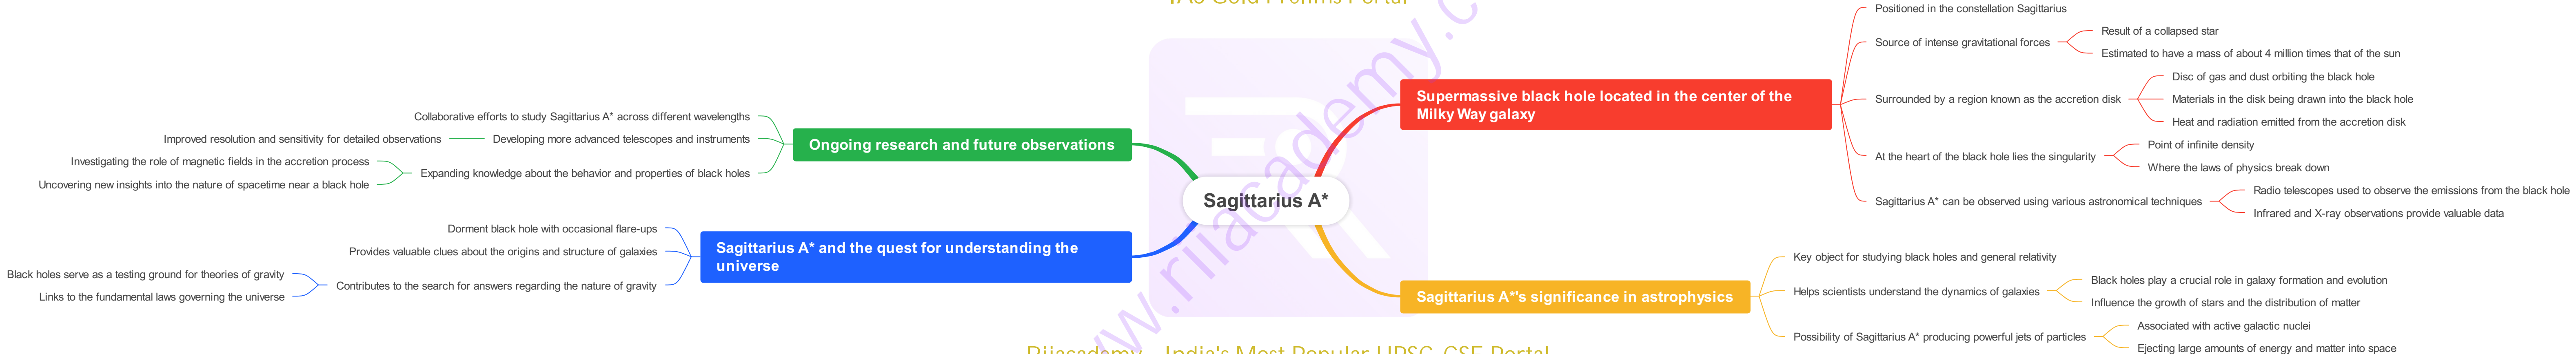 IAS Gold Prelims Portal
Sagittarius A*
Supermassive black hole located in the center of the
Milky Way galaxy
Positioned in the constellation Sagittarius
Source of intense gravitational forces
Result of a collapsed star
Estimated to have a mass of about 4 million times that of the sun
Surrounded by a region known as the accretion disk
Disc of gas and dust orbiting the black hole
Materials in the disk being drawn into the black hole
Heat and radiation emitted from the accretion disk
At the heart of the black hole lies the singularity
Point of infinite density
Where the laws of physics break down
Sagittarius A* can be observed using various astronomical techniques
Radio telescopes used to observe the emissions from the black hole
Infrared and X-ray observations provide valuable data
Sagittarius A*'s significance in astrophysics
Key object for studying black holes and general relativity
Helps scientists understand the dynamics of galaxies
Black holes play a crucial role in galaxy formation and evolution
Influence the growth of stars and the distribution of matter
Possibility of Sagittarius A* producing powerful jets of particles
Associated with active galactic nuclei
Ejecting large amounts of energy and matter into space
Ongoing research and future observations
Collaborative efforts to study Sagittarius A* across different wavelengths
Developing more advanced telescopes and instruments
Improved resolution and sensitivity for detailed observations
Expanding knowledge about the behavior and properties of black holes
Investigating the role of magnetic fields in the accretion process
Uncovering new insights into the nature of spacetime near a black hole
Sagittarius A* and the quest for understanding the
universe
Dorment black hole with occasional flare-ups
Provides valuable clues about the origins and structure of galaxies
Contributes to the search for answers regarding the nature of gravity
Black holes serve as a testing ground for theories of gravity
Links to the fundamental laws governing the universe
Rijacademy - India's Most Popular UPSC-CSE Portal